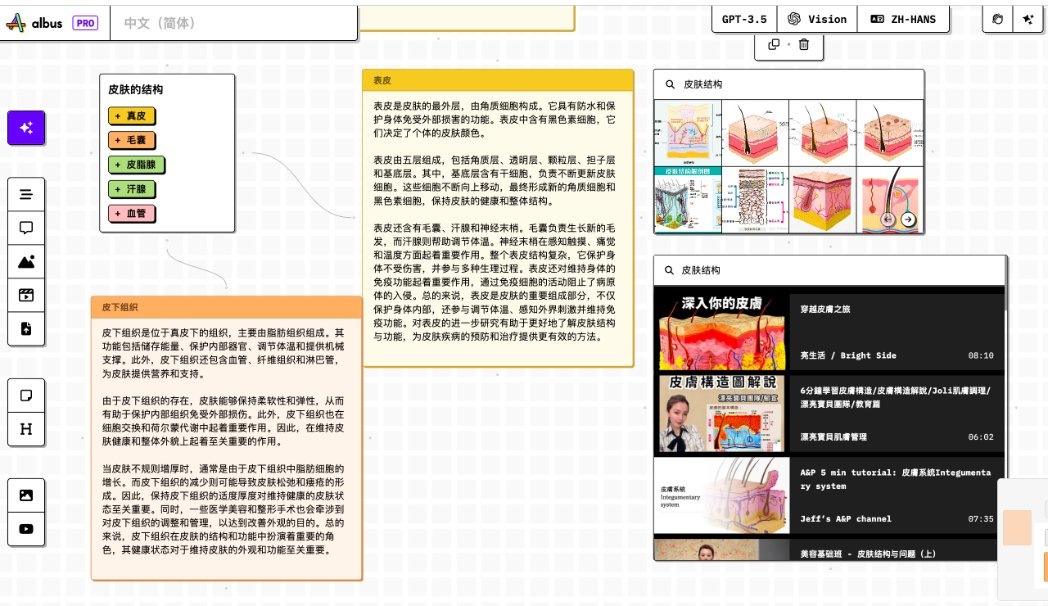 albus PRO 中文（简体）
GPT-3.5 Vision ZH-HANS
皮肤的结构
+ 真皮
+ 毛囊
+ 皮脂腺
+ 汗腺
+ 血管
表皮
表皮是皮肤的最外层，由角质细胞构成。它具有防水和保
护身体免受外部损害的功能。表皮中含有黑色素细胞，它
们决定了个体的皮肤颜色。
表皮由五层组成，包括角质层、透明层、颗粒层、担子层
和基底层。其中，基底层含有干细胞，负责不断更新皮肤
细胞。这些细胞不断向上移动，最终形成新的角质细胞和
黑色素细胞，保持皮肤的健康和整体结构。
表皮还含有毛囊、汗腺和神经末梢。毛囊负责生长新的毛
发，而汗腺则帮助调节体温。神经末梢在感知触摸、痛觉
和温度方面起着重要作用。整个表皮结构复杂，它保护身
体不受伤害，并参与多种生理过程。表皮还对维持身体的
免疫功能起着重要作用，通过免疫细胞的活动阻止了病原
体的入侵。总的来说，表皮是皮肤的重要组成部分，不仅
保护身体内部，还参与调节体温、感知外界刺激并维持免
疫功能。对表皮的进一步研究有助于更好地了解皮肤结构
与功能，为皮肤疾病的预防和治疗提供更有效的方法。
皮下组织
皮下组织是位于真皮下的组织，主要由脂肪组织组成。其
功能包括储存能量、保护内部器官、调节体温和提供机械
支撑。此外，皮下组织还包含血管、纤维组织和淋巴管，
为皮肤提供营养和支持。
由于皮下组织的存在，皮肤能够保持柔软性和弹性，从而
有助于保护内部组织免受外部损伤。此外，皮下组织也在
细胞交换和荷尔蒙代谢中起着重要作用。因此，在维持皮
肤健康和整体外貌上起着至关重要的作用。
当皮肤不规则增厚时，通常是由于皮下组织中脂肪细胞的
增长。而皮下组织的减少则可能导致皮肤松弛和瘘疮的形
成。因此，保持皮下组织的适度厚度对维持健康的皮肤状
态至关重要。同时，一些医学美容和整形手术也会牵涉到
对皮下组织的调整和管理，以达到改善外观的目的。总的
来说，皮下组织在皮肤的结构和功能中扮演着重要的角
色，其健康状态对于维持皮肤的外观和功能至关重要。
皮肤结构
皮肤结构解剖图
皮肤结构
深入你的皮膚
穿越皮膚之旅
亮生活 / Bright Side 08:10
皮膚構造圖解說
漂亮寶貝團隊/教育篇
6分鐘學習皮膚構造/皮膚構造解說/Joli肌膚調理/
漂亮寶貝團隊/教育篇
漂亮寶貝肌膚管理 06:02
皮膚系統
Integumentary
system
A&P 5 min tutorial: 皮膚系統Integumenta
ry system
Jeff's A&P channel 07:35
美容基础班 - 皮肤结构与问题（上）